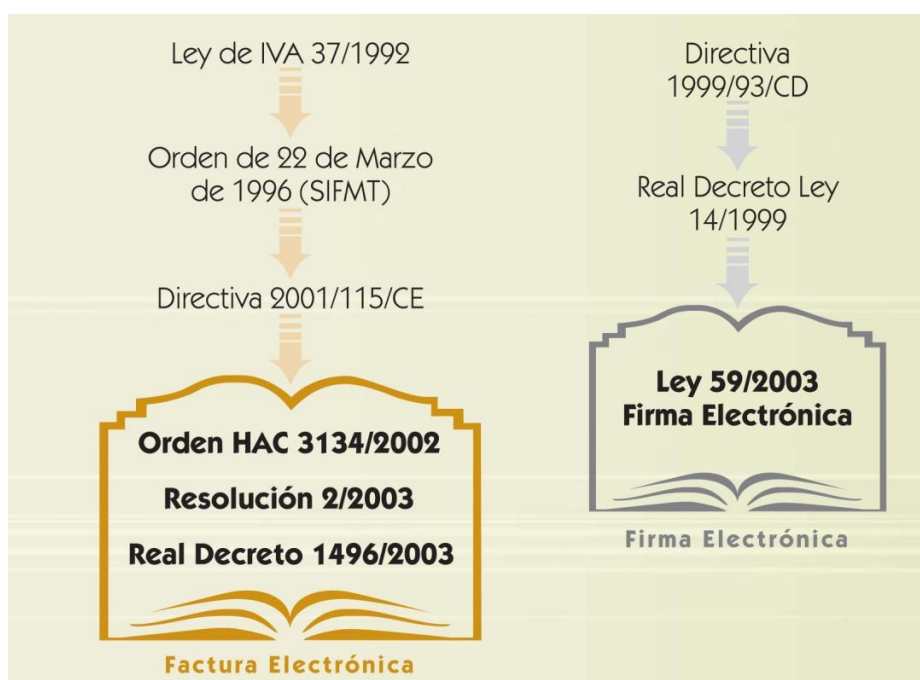 Ley de IVA 37/1992
Orden de 22 de Marzo
de 1996 (SIFMT)
Directiva 2001/115/CE
Orden HAC 3134/2002
Resolución 2/2003
Real Decreto 1496/2003
Factura Electrónica
Directiva
1999/93/CD
Real Decreto Ley
14/1999
Ley 59/2003
Firma Electrónica
Firma Electrónica